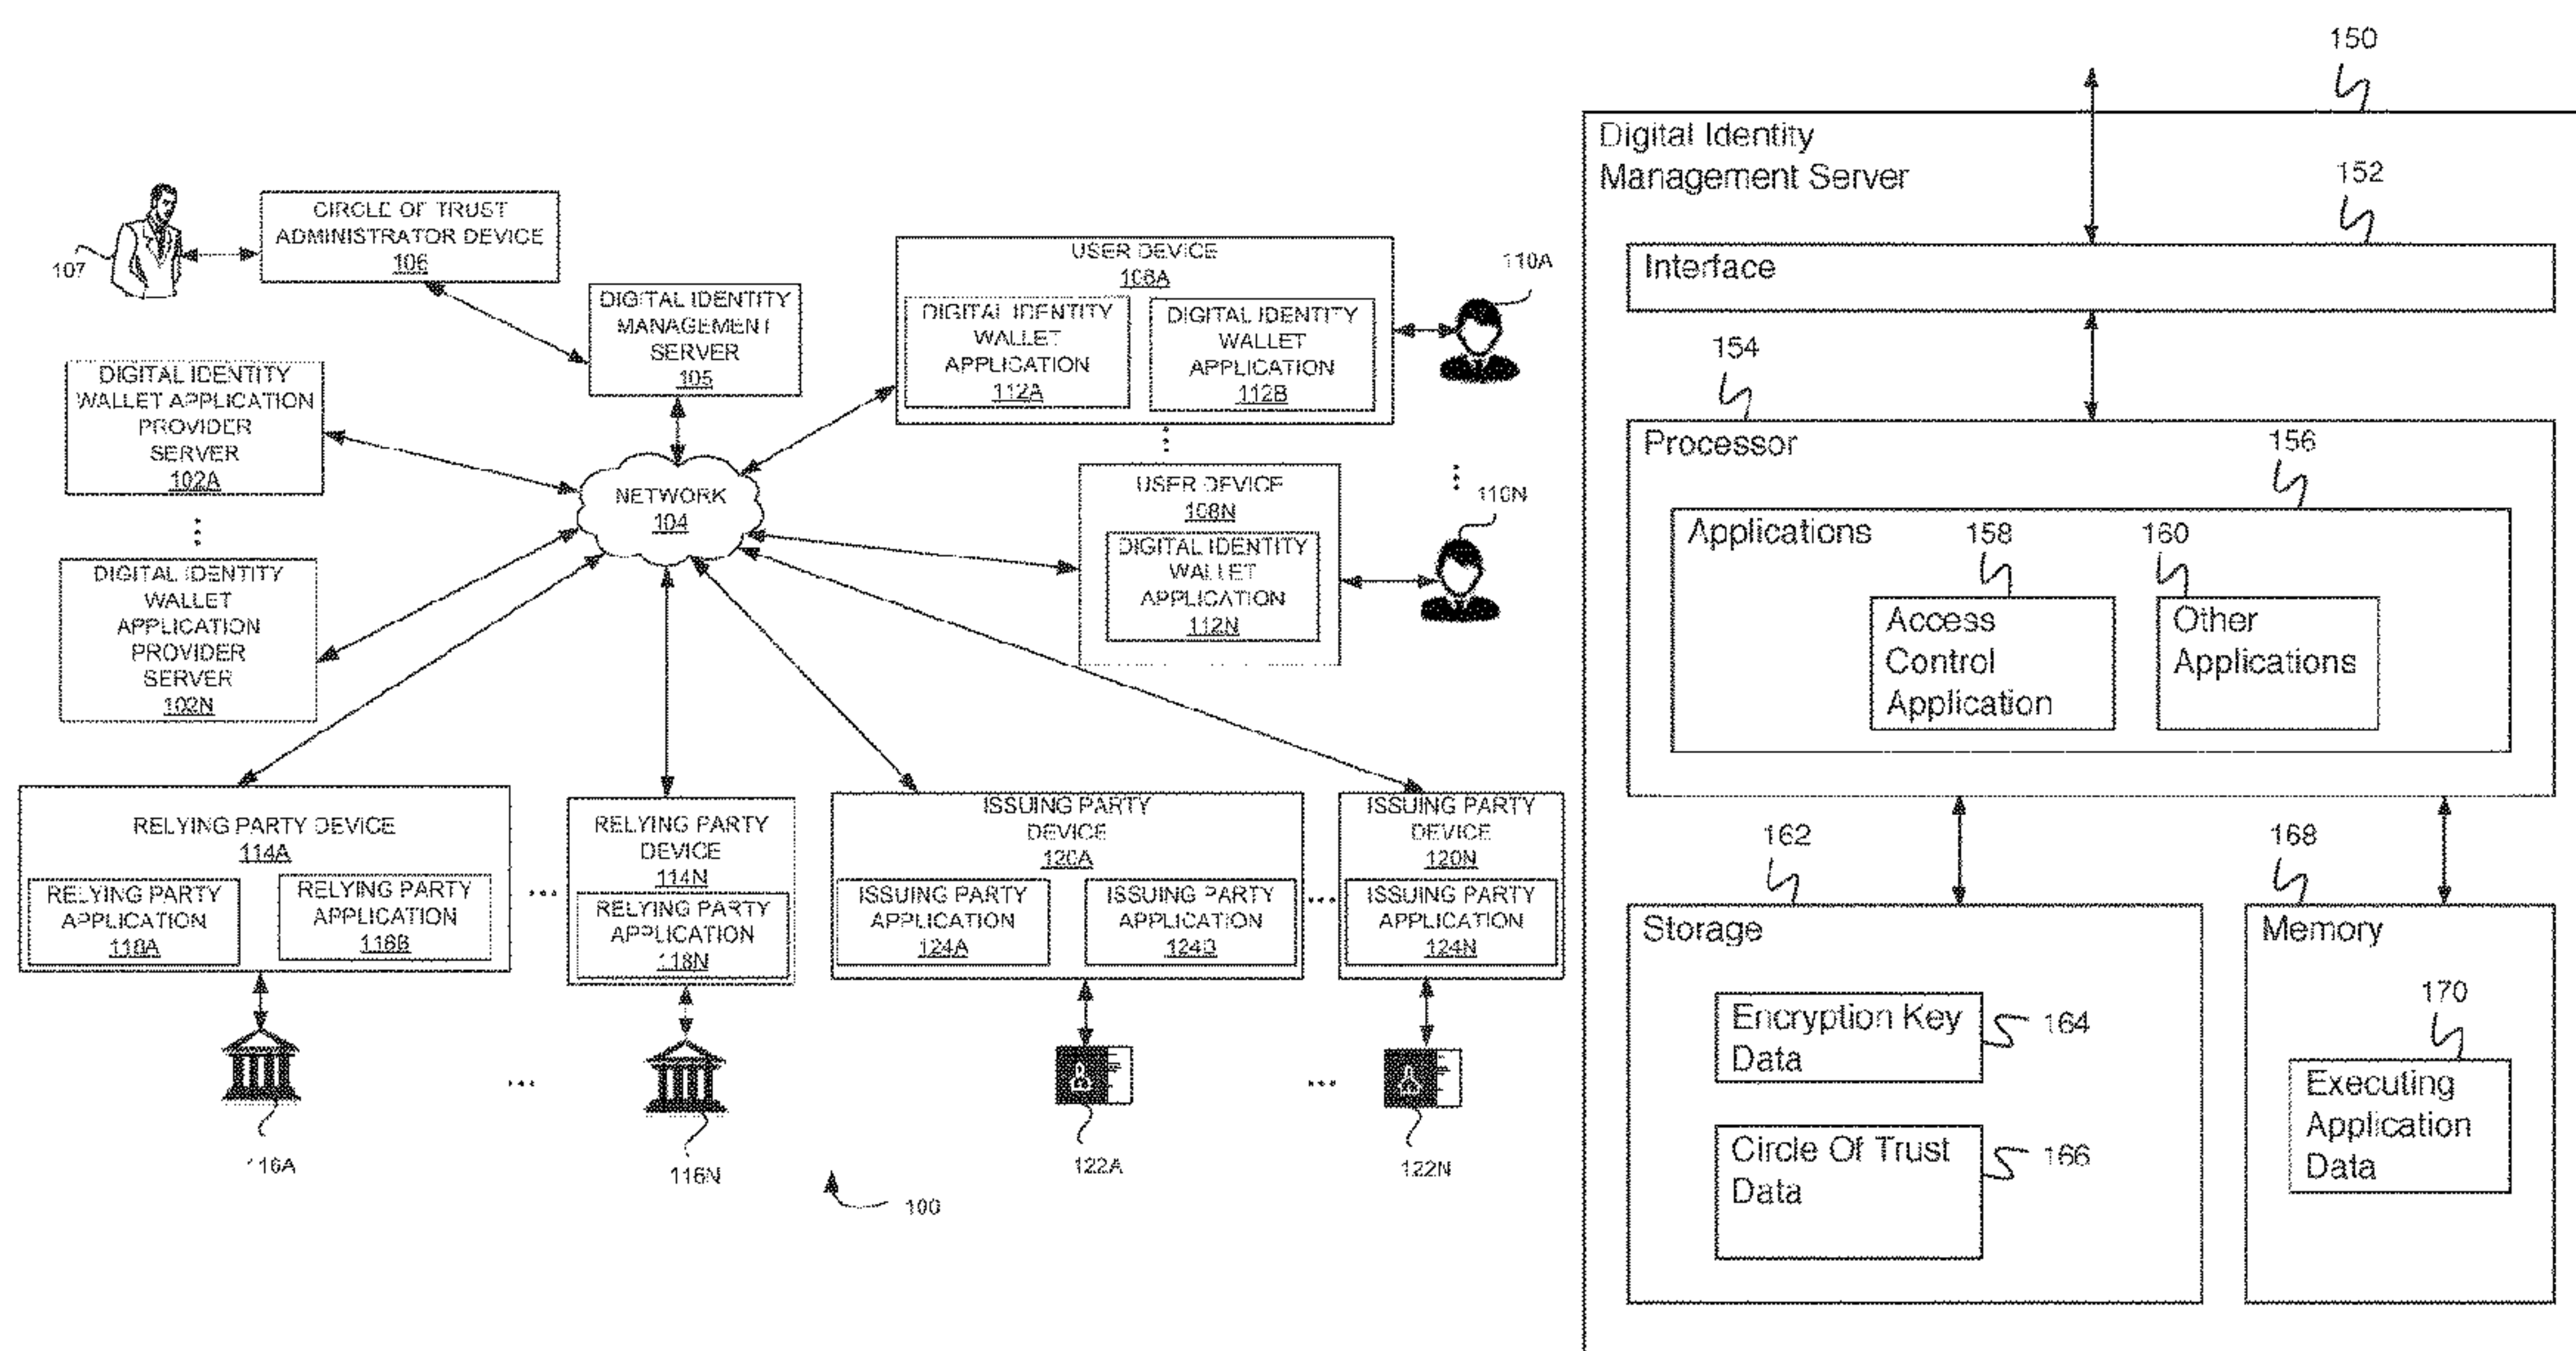 107
CIRCLE OF TRUST
ADMINISTRATOR DEVICE
106
DIGITAL IDENTITY
MANAGEMENT
SERVER
105
USER DEVICE
108A
DIGITAL IDENTITY
WALLET
APPLICATION
112A
DIGITAL IDENTITY
WALLET
APPLICATION
112B
110A
DIGITAL IDENTITY
WALLET APPLICATION
PROVIDER
SERVER
102A
...
DIGITAL IDENTITY
WALLET
APPLICATION
PROVIDER
SERVER
102N
NETWORK
104
...
USER DEVICE
108N
DIGITAL IDENTITY
WALLET
APPLICATION
112N
...
110N
RELYING PARTY DEVICE
114A
RELYING PARTY
APPLICATION
118A
RELYING PARTY
APPLICATION
118B
...
RELYING PARTY
DEVICE
114N
RELYING PARTY
APPLICATION
118N
ISSUING PARTY
DEVICE
120A
ISSUING PARTY
APPLICATION
124A
ISSUING PARTY
APPLICATION
124B
...
ISSUING PARTY
DEVICE
120N
ISSUING PARTY
APPLICATION
124N
116A
...
116N
122A
...
122N
100
150
Digital Identity
Management Server
152
Interface
154
Processor
156
Applications
158
Access
Control
Application
160
Other
Applications
162
Storage
Encryption Key
Data
164
Circle Of Trust
Data
166
168
Memory
170
Executing
Application
Data